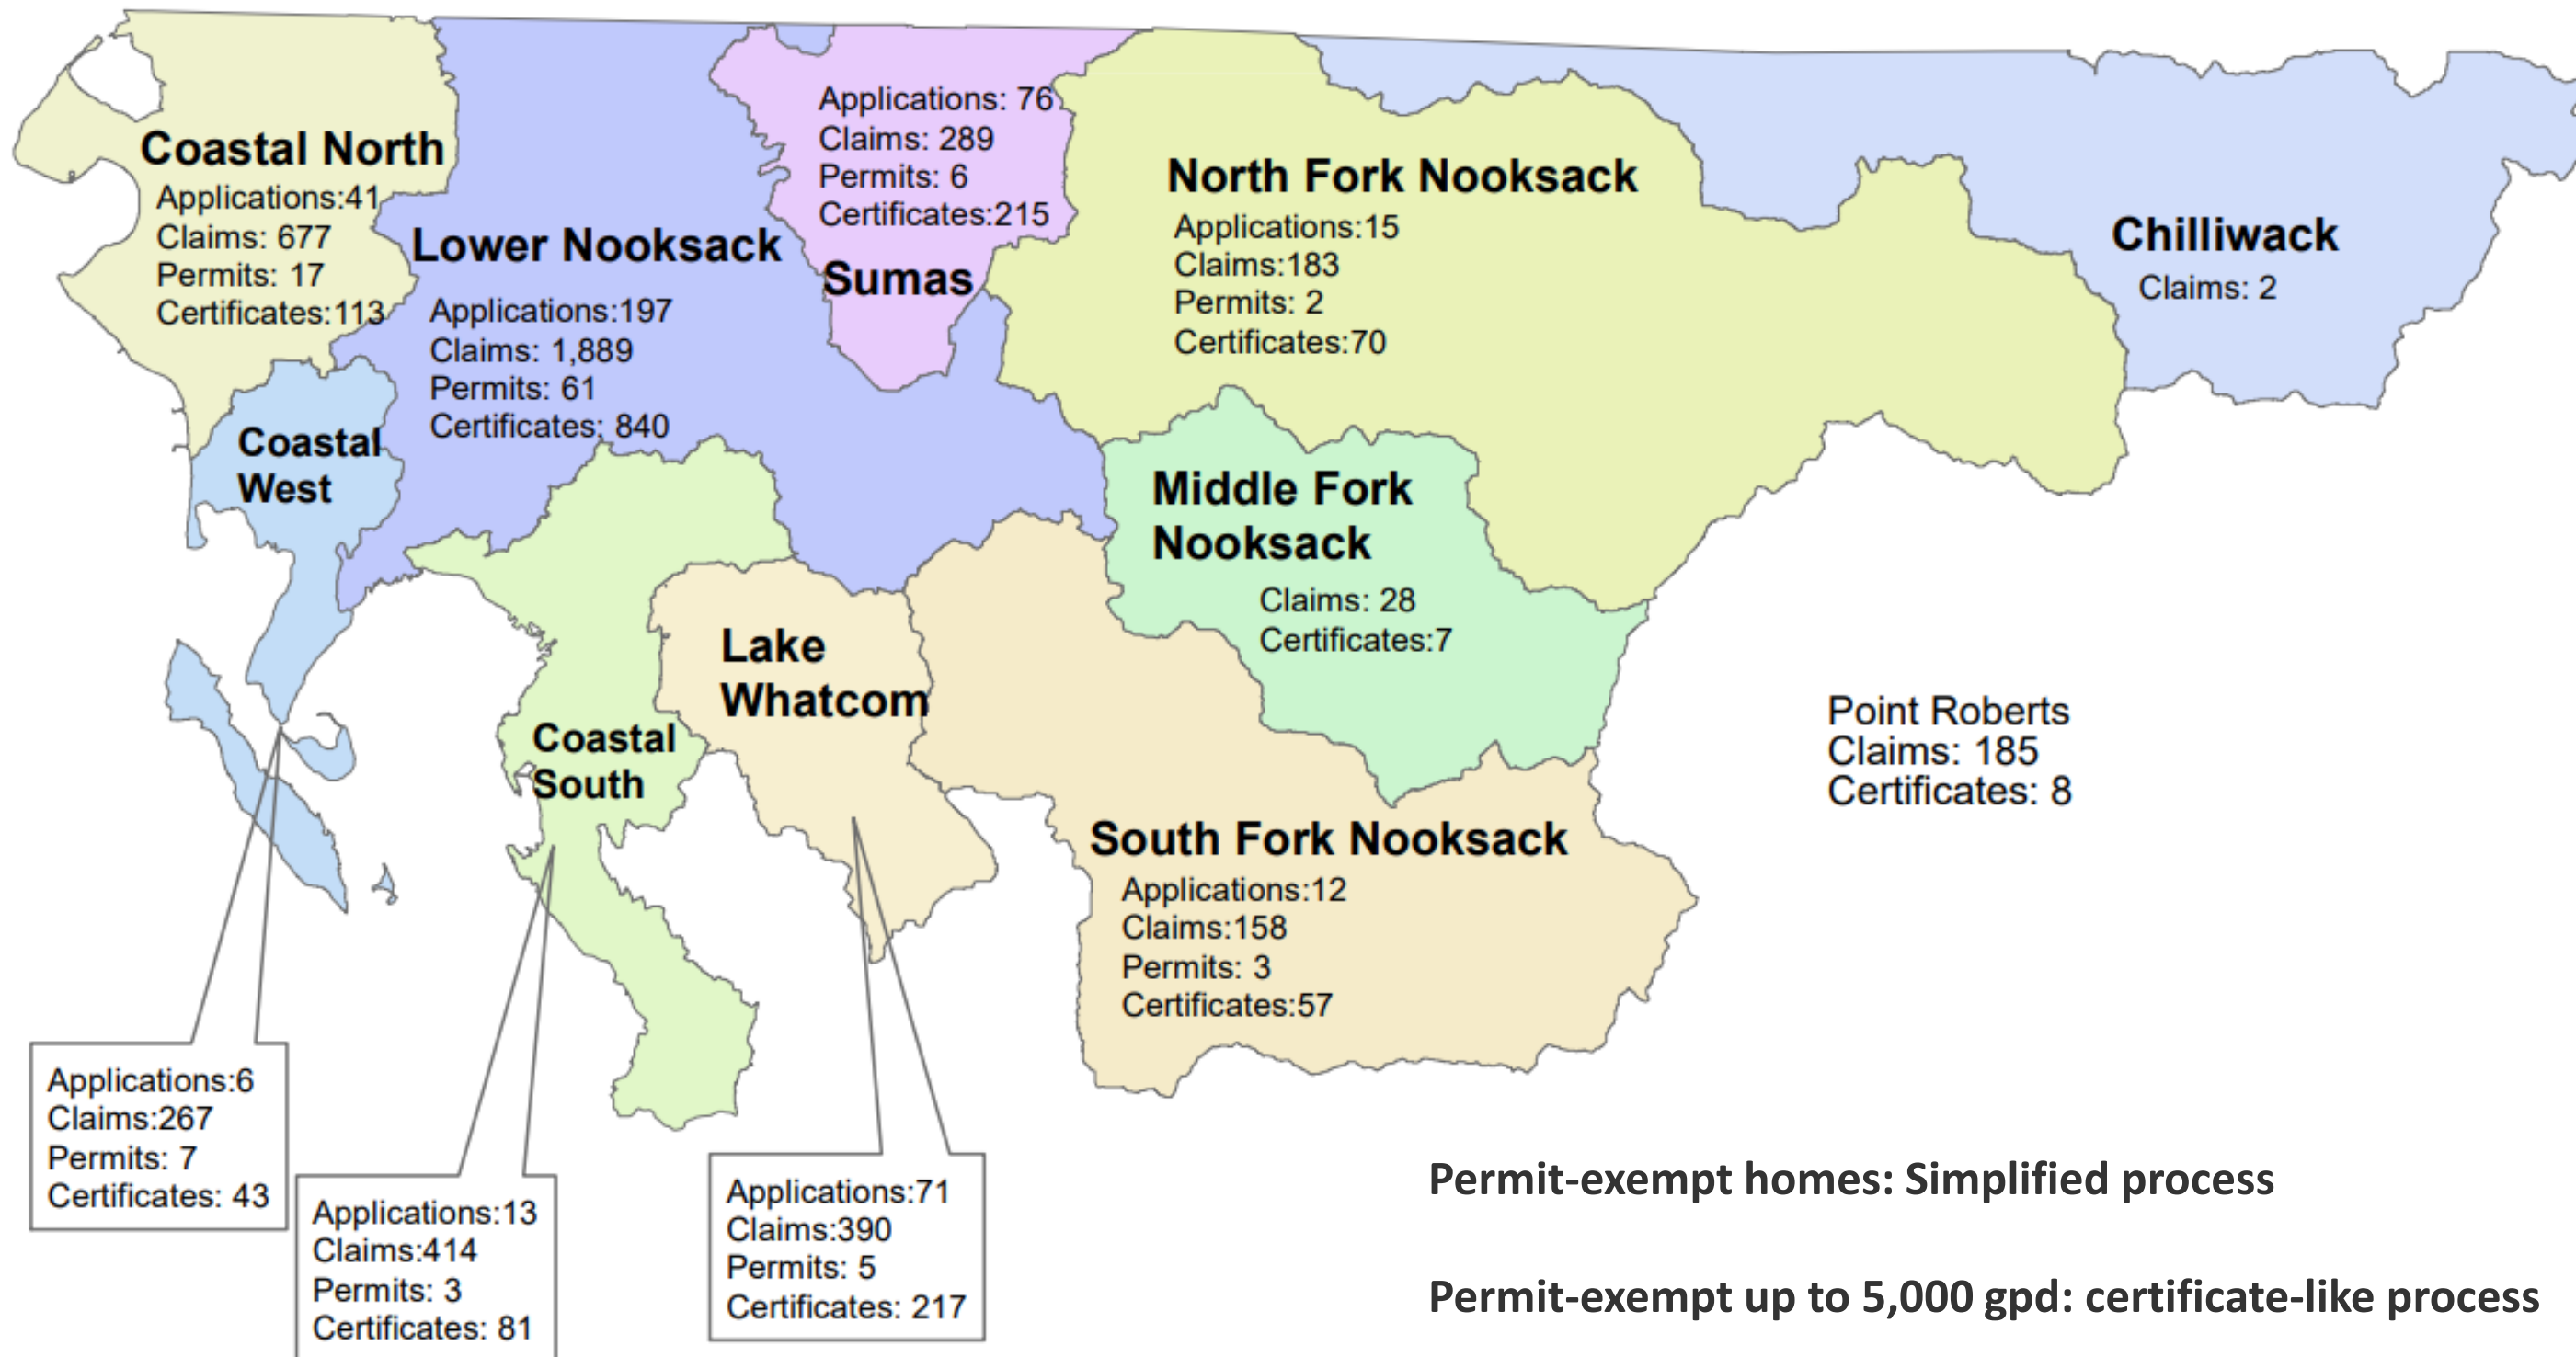 Coastal North
Applications:41
Claims: 677
Permits: 17
Certificates:113
Lower Nooksack
Applications:197
Claims: 1,889
Permits: 61
Certificates: 840
Applications: 76
Claims: 289
Permits: 6
Certificates:215
Sumas
North Fork Nooksack
Applications:15
Claims:183
Permits: 2
Certificates:70
Chilliwack
Claims: 2
Coastal
West
Middle Fork
Nooksack
Claims: 28
Certificates:7
Lake
Whatcom
Coastal
South
Point Roberts
Claims: 185
Certificates: 8
South Fork Nooksack
Applications:12
Claims:158
Permits: 3
Certificates:57
Applications:6
Claims:267
Permits: 7
Certificates: 43
Applications:13
Claims:414
Permits: 3
Certificates: 81
Applications:71
Claims:390
Permits: 5
Certificates: 217
Permit-exempt homes: Simplified process
Permit-exempt up to 5,000 gpd: certificate-like process